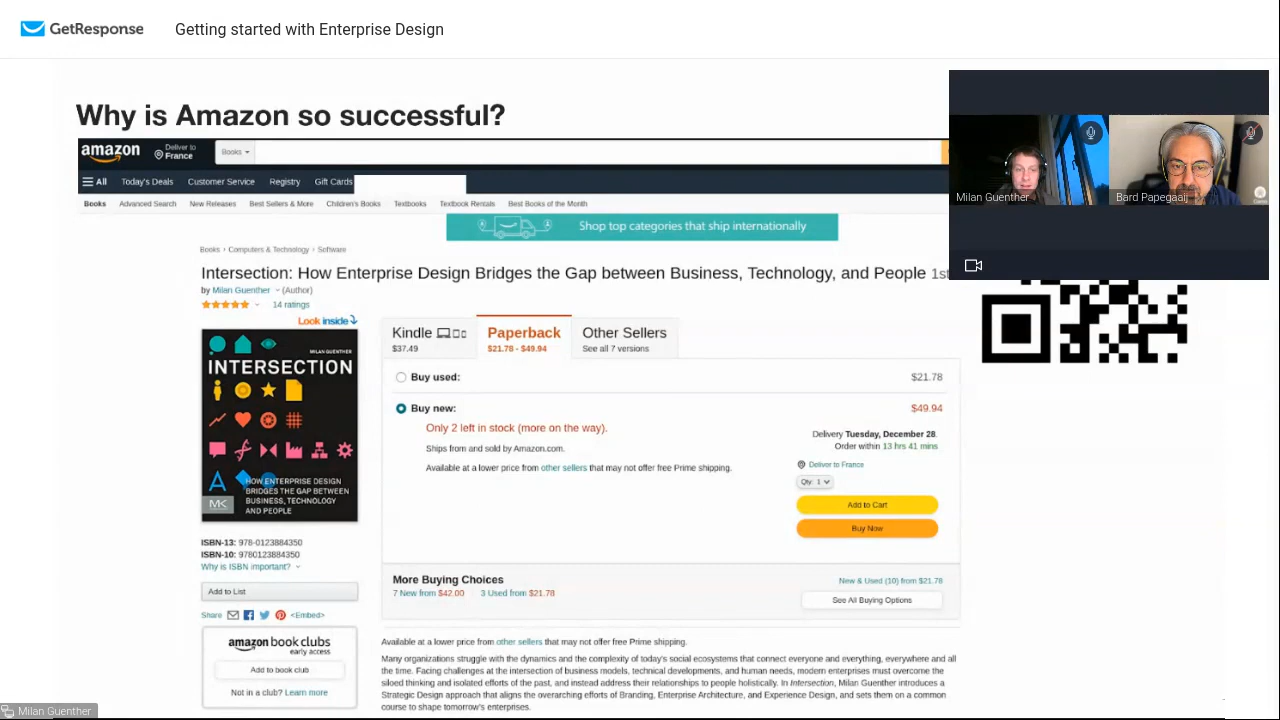 GetResponse
Getting started with Enterprise Design
Why is Amazon so successful?
amazon
Deliver to
France
Books
All
Today's Deals
Customer Service
Registry
Gift Cards
Books
Advanced Search
New Releases
Best Sellers & More
Children's Books
Textbooks
Textbook Rentals
Best Books of the Month
Shop top categories that ship internationally
Milan Guenther
Bard Papegaaij
Books › Computers & Technology › Software
Intersection: How Enterprise Design Bridges the Gap between Business, Technology, and People 1st
by Milan Guenther (Author)
14 ratings
Look inside
MILAN GUENTHER
INTERSECTION
HOW ENTERPRISE DESIGN
BRIDGES THE GAP BETWEEN
BUSINESS, TECHNOLOGY
AND PEOPLE
MK
Kindle
$37.49
Paperback
$21.78 - $49.94
Other Sellers
See all 7 versions
Buy used:
$21.78
Buy new:
$49.94
Only 2 left in stock (more on the way).
Ships from and sold by Amazon.com.
Available at a lower price from other sellers that may not offer free Prime shipping.
Delivery Tuesday, December 28.
Order within 13 hrs 41 mins
Deliver to France
Qty: 1
Add to Cart
Buy Now
ISBN-13: 978-0123884350
ISBN-10: 9780123884350
Why is ISBN important?
Add to List
Share <Embed>
More Buying Choices
7 New from $42.00
3 Used from $21.78
New & Used (10) from $21.78
See All Buying Options
amazon book clubs
early access
Add to book club
Not in a club? Learn more
Available at a lower price from other sellers that may not offer free Prime shipping.
Many organizations struggle with the dynamics and the complexity of today's social ecosystems that connect everyone and everything, everywhere and all
the time. Facing challenges at the intersection of business models, technical developments, and human needs, modern enterprises must overcome the
siloed thinking and isolated efforts of the past, and instead address their relationships to people holistically. In Intersection, Milan Guenther introduces a
Strategic Design approach that aligns the overarching efforts of Branding, Enterprise Architecture, and Experience Design, and sets them on a common
course to shape tomorrow's enterprises.
Milan Guenther